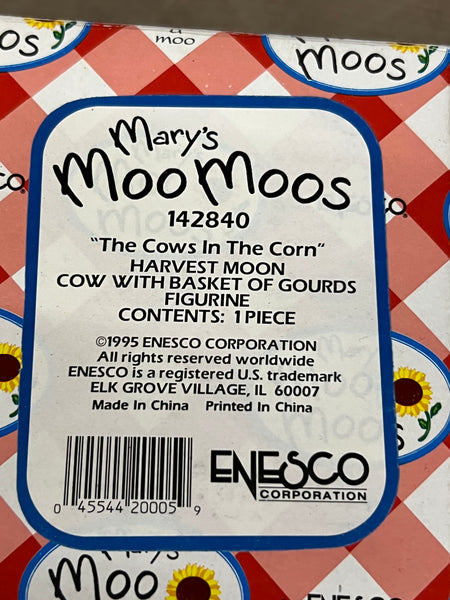 a
moo
Moos
Mary's
Moo Moos
142840
"The Cows In The Corn"
HARVEST MOON
COW WITH BASKET OF GOURDS
FIGURINE
CONTENTS: 1 PIECE
©1995 ENESCO CORPORATION
All rights reserved worldwide
ENESCO is a registered U.S. trademark
ELK GROVE VILLAGE, IL 60007
Made In China Printed In China
ENESCO
CORPORATION
0 45544 20005 9
Mary's
Moo